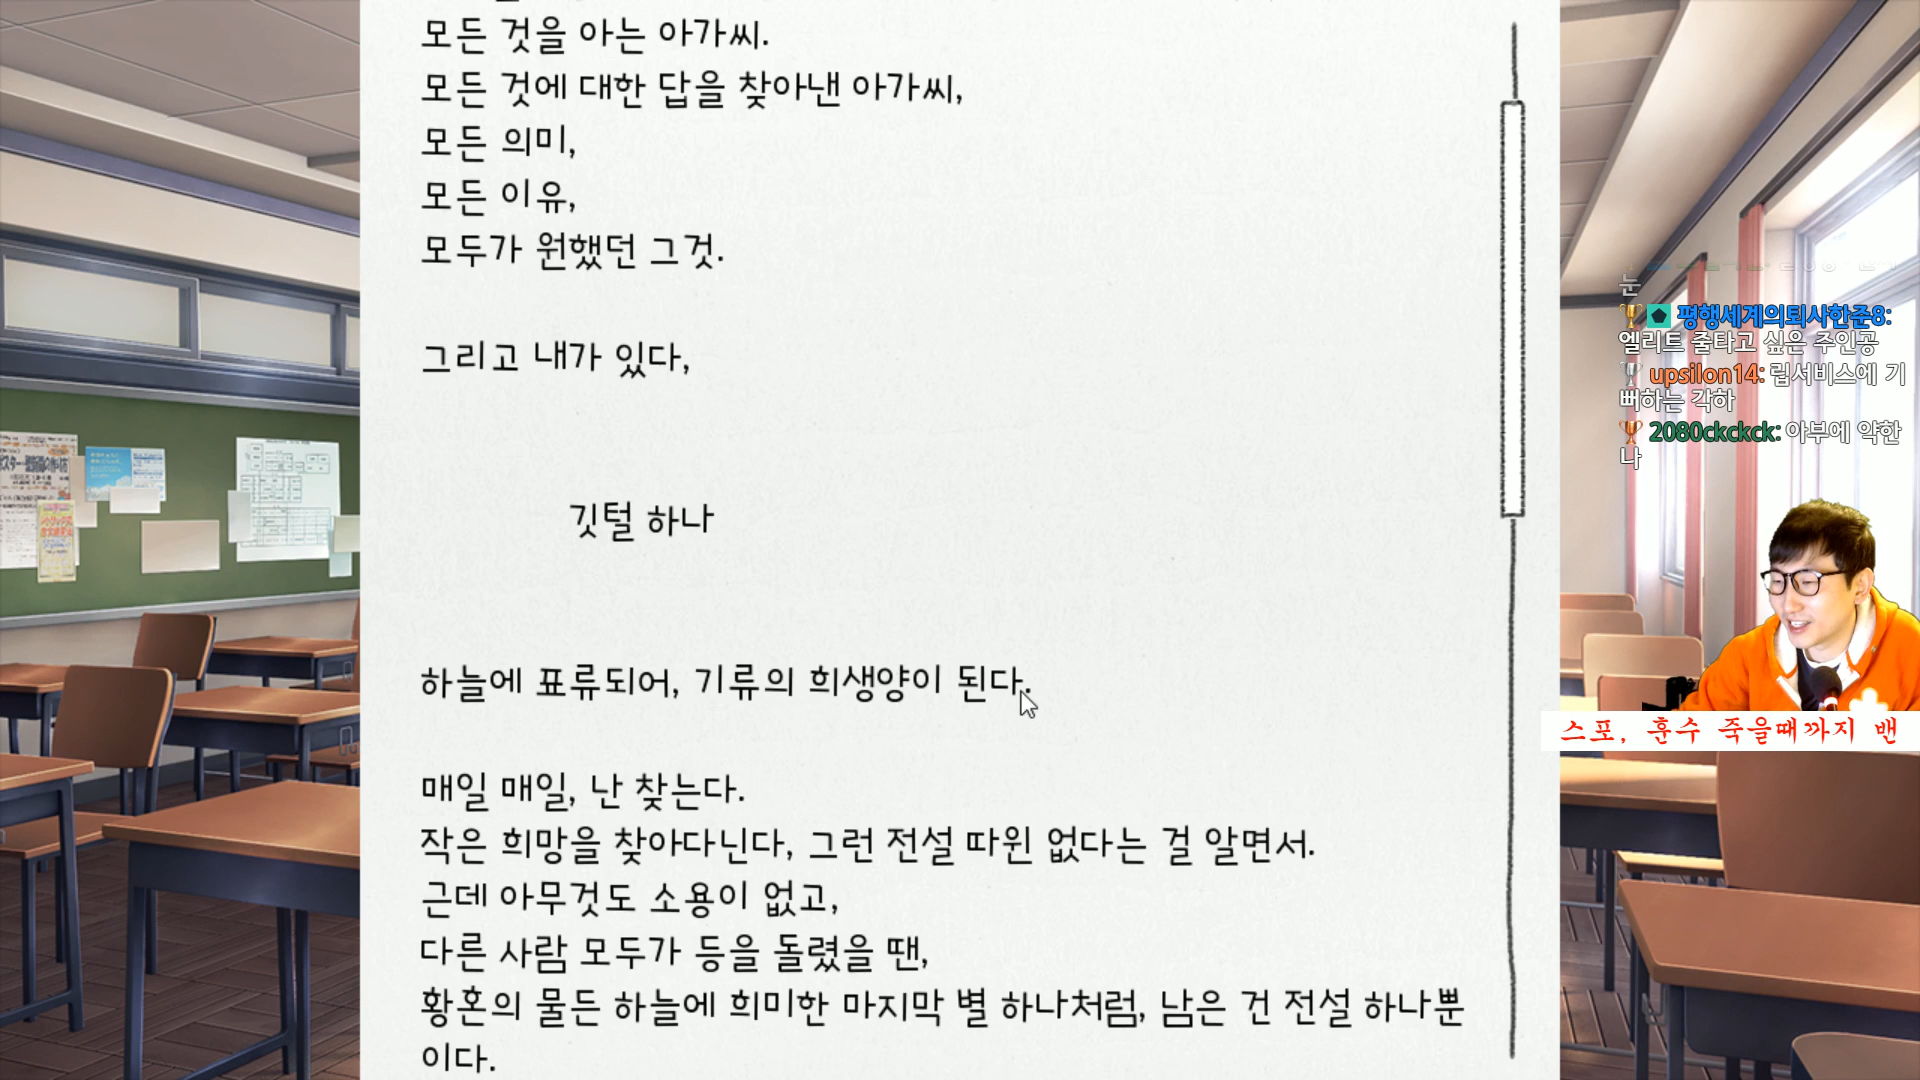 모든 것을 아는 아가씨.
모든 것에 대한 답을 찾아낸 아가씨,
모든 의미,
모든 이유,
모두가 원했던 그것.
그리고 내가 있다,
깃털 하나
하늘에 표류되어, 기류의 희생양이 된다.
매일 매일, 난 찾는다.
작은 희망을 찾아다닌다, 그런 전설 따윈 없다는 걸 알면서.
근데 아무것도 소용이 없고,
다른 사람 모두가 등을 돌렸을 땐,
황혼의 물든 하늘에 희미한 마지막 별 하나처럼, 남은 건 전설 하나뿐
이다.
눈
평행세계의퇴사한준8:
엘리트 줄타고 싶은 주인공
upsilon14: 립서비스에 기
뻐하는 각하
2080ckckck: 아부에 약한
나
스포, 훈수 죽을때까지 밴